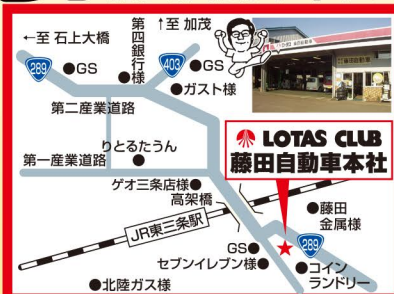 ←至 石上大橋
第四銀行様
↑至 加茂
289
●GS
403
●GS
●ガスト様
第二産業道路
りとるたうん
第一産業道路
LOTAS CLUB
藤田自動車本社
ゲオ三条店様●
高架橋
JR東三条駅
●藤田
金属様
GS●
289
セブンイレブン様●
●コイン
ランドリー
●北陸ガス様